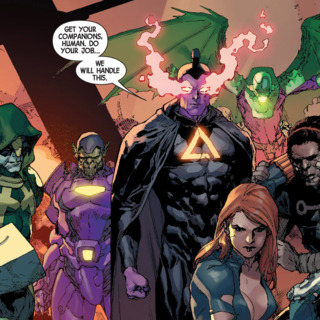 GET YOUR
COMPANIONS,
HUMAN. DO
YOUR JOB...
WE
WILL HANDLE
THIS.